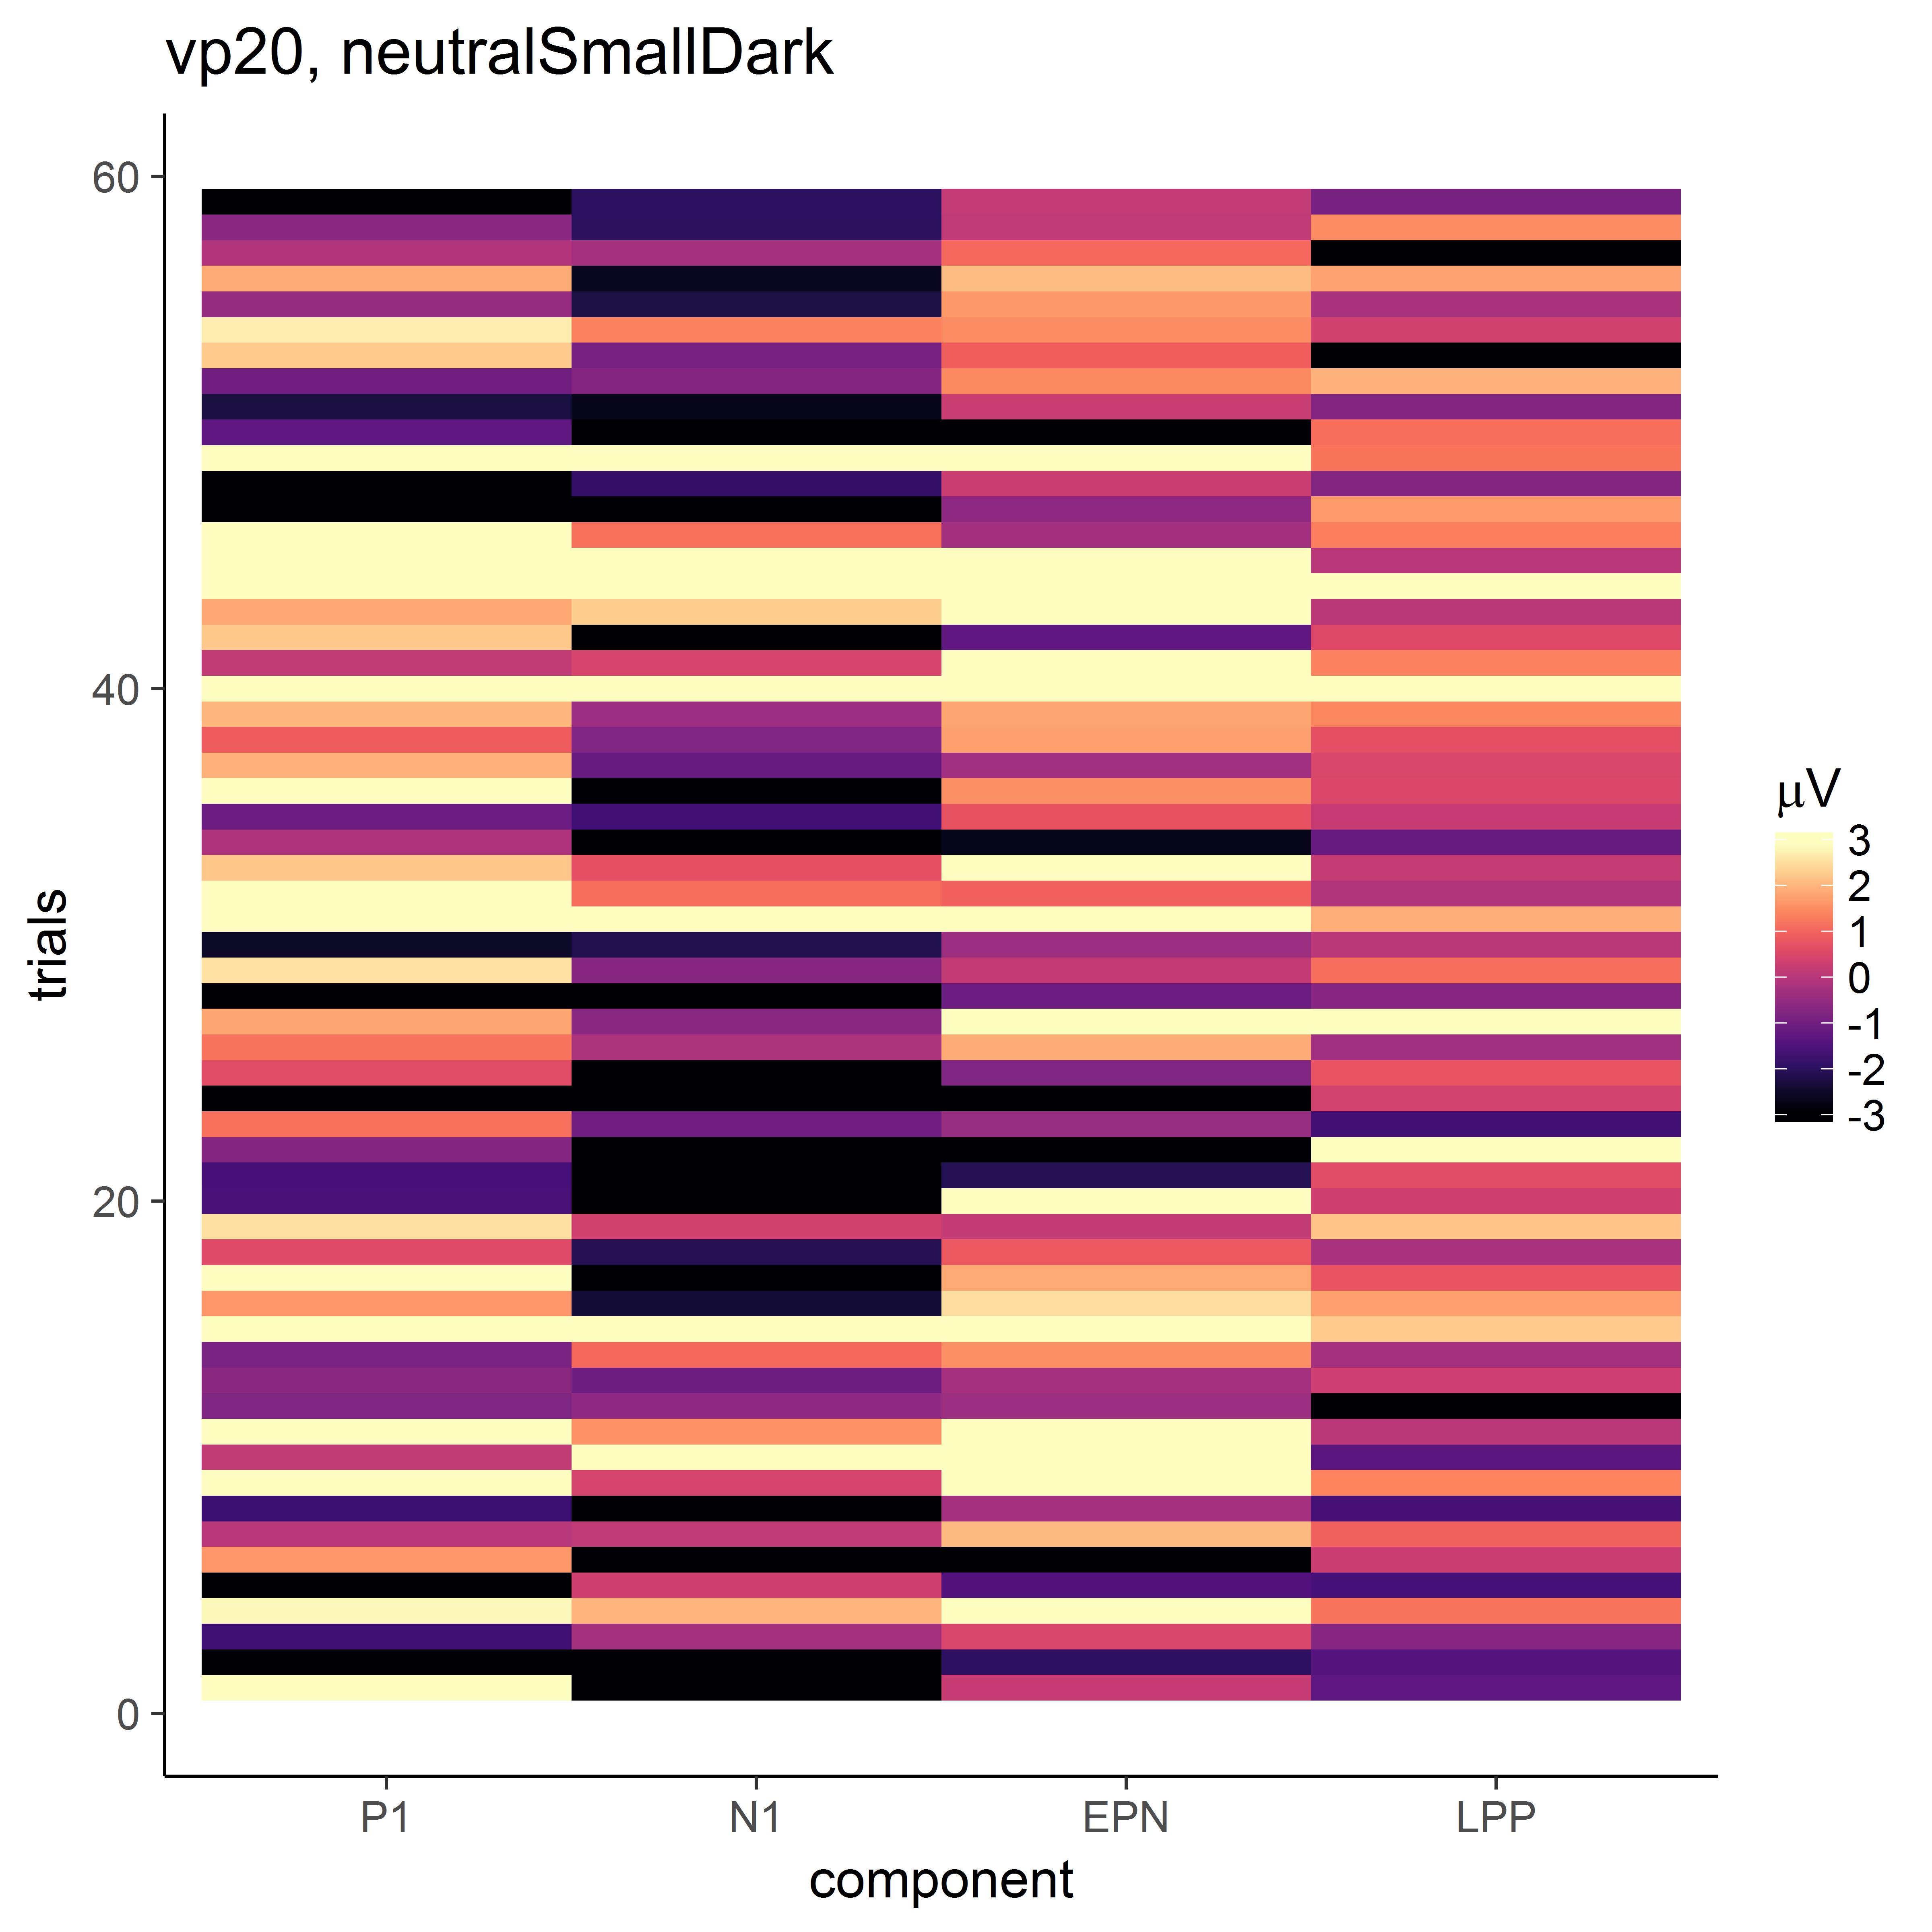 vp20, neutralSmallDark
60
40
20
0
trials
P1 N1 EPN LPP
component
μV
3
2
1
0
-1
-2
-3